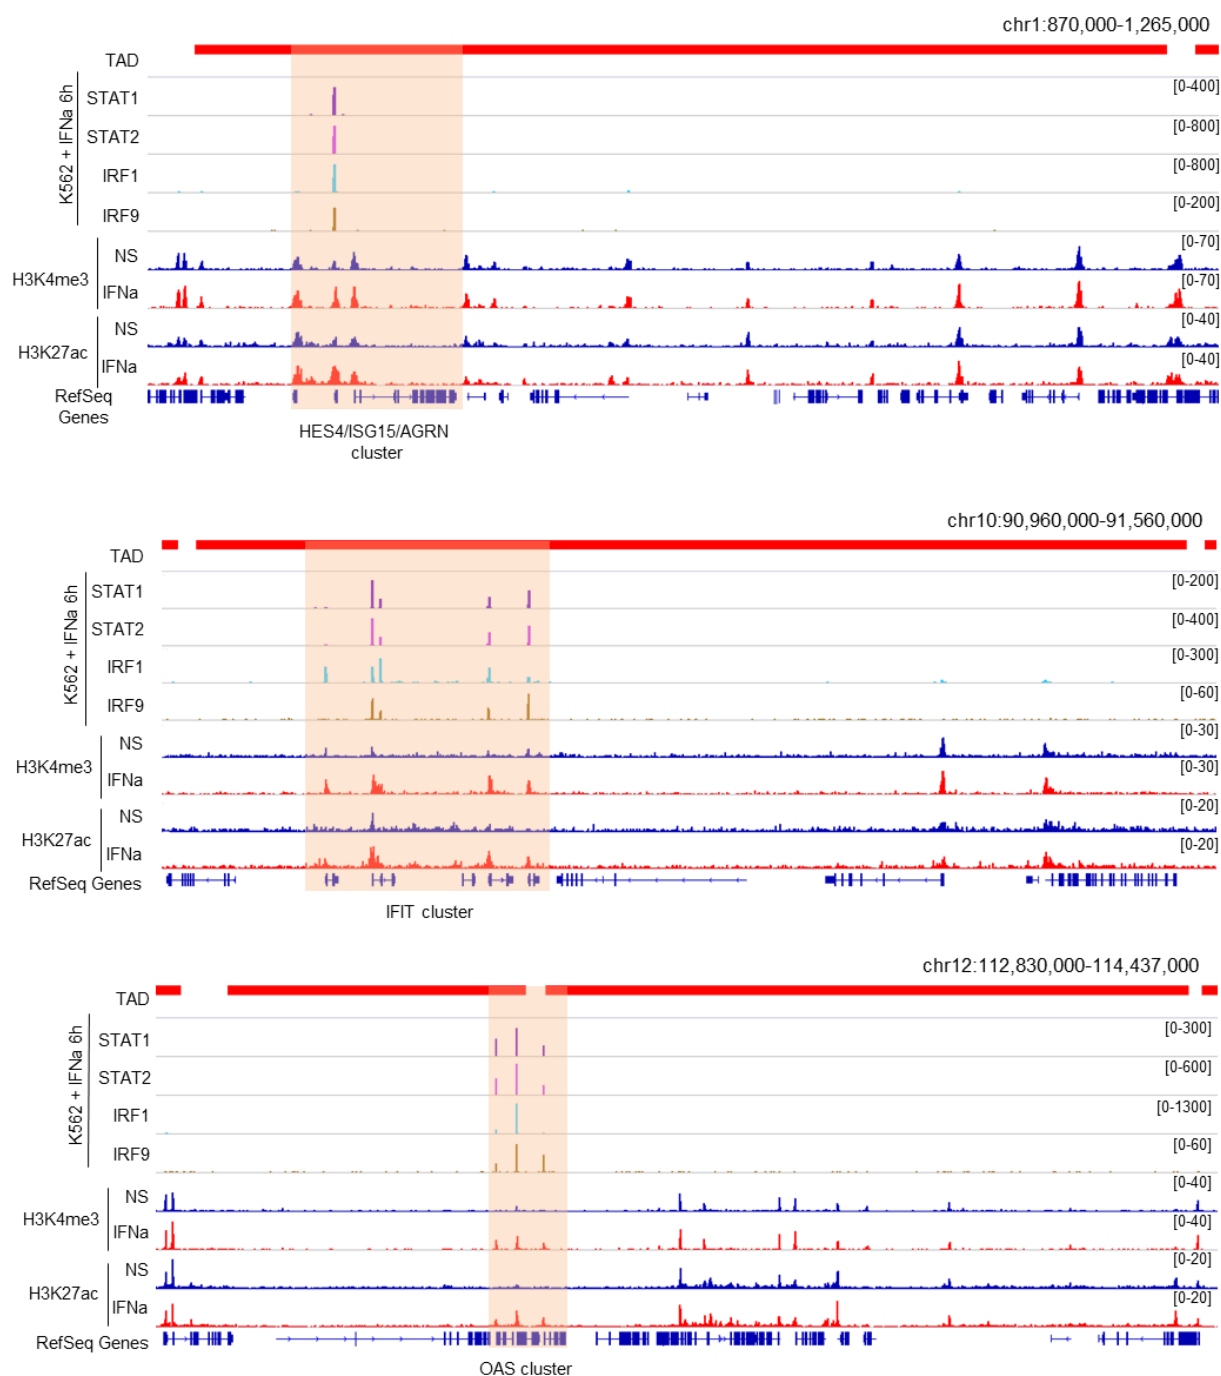 chr1:870,000-1,265,000
TAD
K562 + IFNa 6h
STAT1
[0-400]
STAT2
[0-800]
IRF1
[0-800]
IRF9
[0-200]
H3K4me3
NS
[0-70]
IFNa
[0-70]
H3K27ac
NS
[0-40]
IFNa
[0-40]
RefSeq
Genes
HES4/ISG15/AGRN
cluster
chr10:90,960,000-91,560,000
TAD
K562 + IFNa 6h
STAT1
[0-200]
STAT2
[0-400]
IRF1
[0-300]
IRF9
[0-60]
H3K4me3
NS
[0-30]
IFNa
[0-30]
H3K27ac
NS
[0-20]
IFNa
[0-20]
RefSeq Genes
IFIT cluster
chr12:112,830,000-114,437,000
TAD
K562 + IFNa 6h
STAT1
[0-300]
STAT2
[0-600]
IRF1
[0-1300]
IRF9
[0-60]
H3K4me3
NS
[0-40]
IFNa
[0-40]
H3K27ac
NS
[0-20]
IFNa
[0-20]
RefSeq Genes
OAS cluster